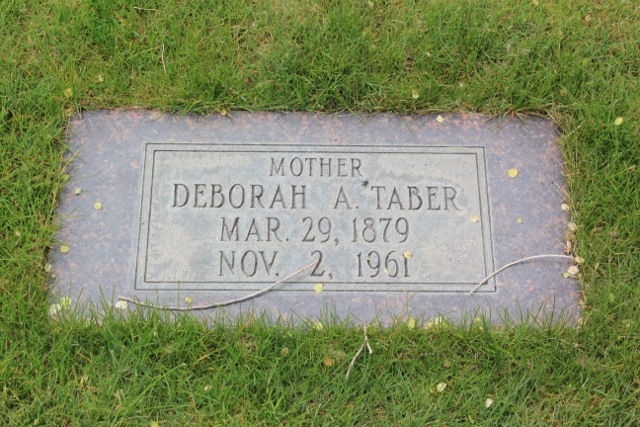 MOTHER
DEBORAH A. TABER
MAR. 29, 1879
NOV. 2, 1961